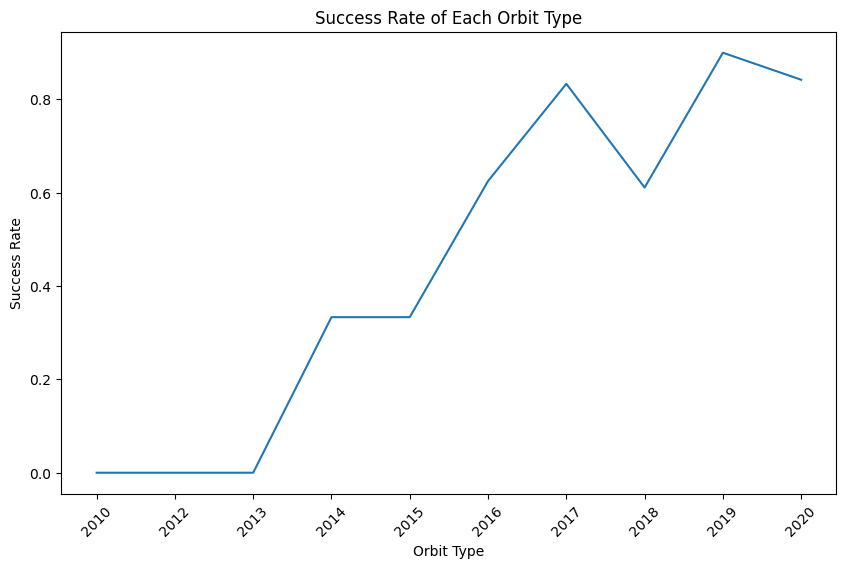 Success Rate of Each Orbit Type
Success Rate
0.8
0.6
0.4
0.2
0.0
2010 2012 2013 2014 2015 2016 2017 2018 2019 2020
Orbit Type